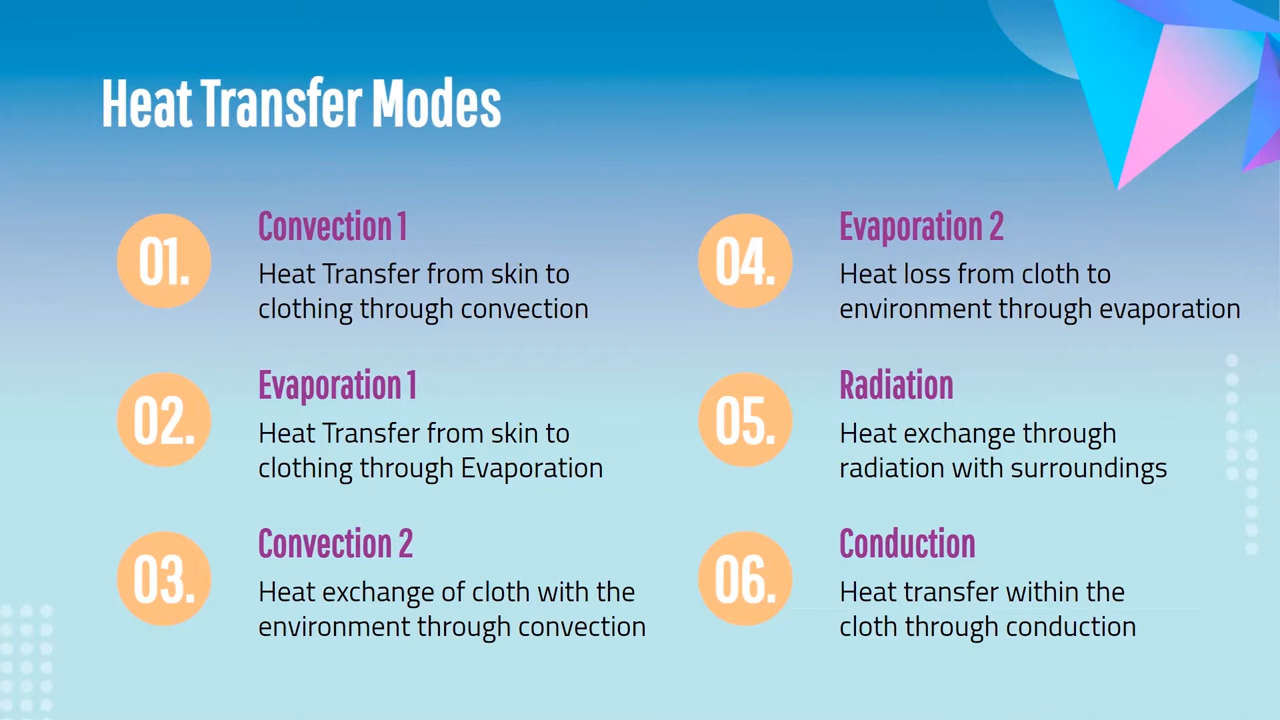 Heat Transfer Modes
01.
Convection 1
Heat Transfer from skin to
clothing through convection
02.
Evaporation 1
Heat Transfer from skin to
clothing through Evaporation
03.
Convection 2
Heat exchange of cloth with the
environment through convection
04.
Evaporation 2
Heat loss from cloth to
environment through evaporation
05.
Radiation
Heat exchange through
radiation with surroundings
06.
Conduction
Heat transfer within the
cloth through conduction